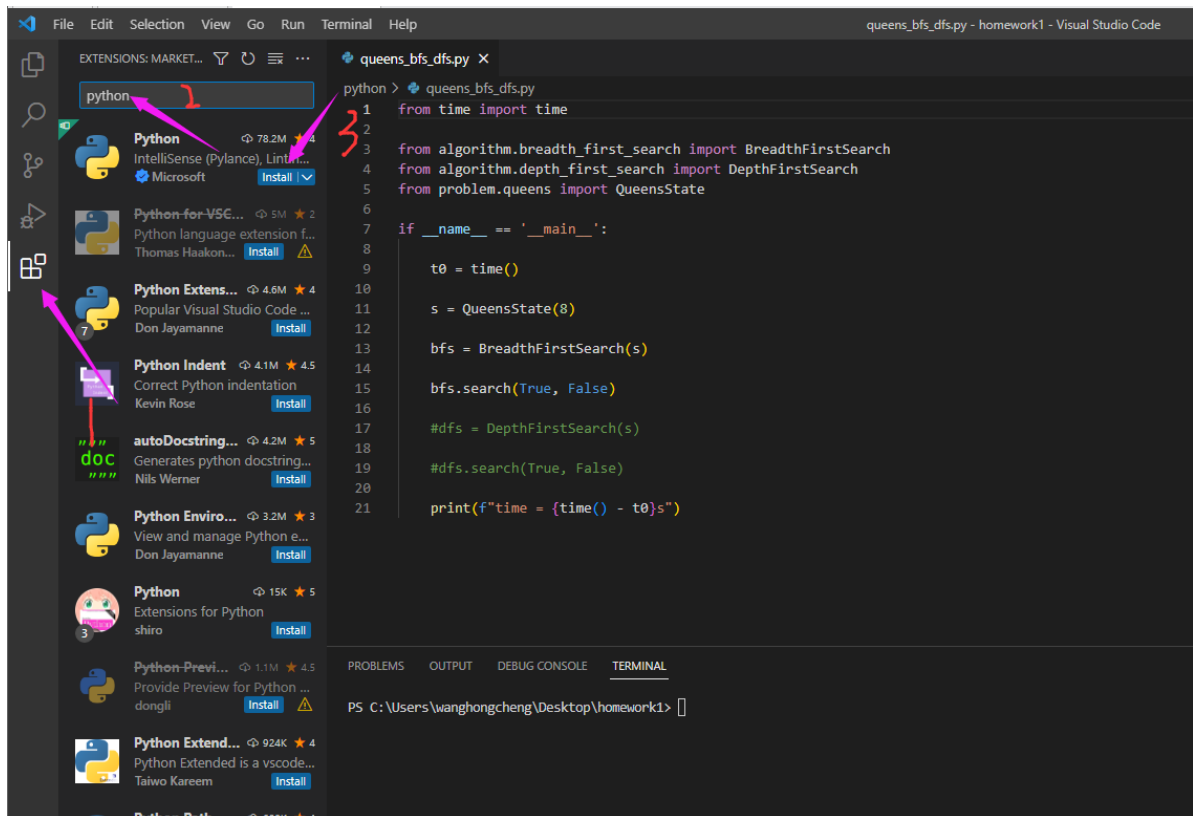 File Edit Selection View Go Run Terminal Help
queens_bfs_dfs.py - homework1 - Visual Studio Code
EXTENSIONS: MARKET...
python
2
Python 78.2M 4
IntelliSense (Pylance), Lintin...
Microsoft Install
Python for VSC... 5M 2
Python language extension f...
Thomas Haakon... Install
Python Extens... 4.6M 4
Popular Visual Studio Code ...
7 Don Jayamanne Install
Python Indent 4.1M 4.5
Correct Python indentation
Kevin Rose Install
1
autoDocstring... 4.2M 5
""" doc """
Generates python docstring...
Nils Werner Install
Python Enviro... 3.2M 3
View and manage Python e...
Don Jayamanne Install
Python 15K 5
Extensions for Python
3 shiro Install
Python Previ... 1.1M 4.5
Provide Preview for Python ...
dongli Install
Python Extend... 924K 4
Python Extended is a vscode...
Taiwo Kareem Install
queens_bfs_dfs.py
python > queens_bfs_dfs.py
3
1 from time import time
2
3 from algorithm.breadth_first_search import BreadthFirstSearch
4 from algorithm.depth_first_search import DepthFirstSearch
5 from problem.queens import QueensState
6
7 if __name__ == '__main__':
8
9 t0 = time()
10
11 s = QueensState(8)
12
13 bfs = BreadthFirstSearch(s)
14
15 bfs.search(True, False)
16
17 #dfs = DepthFirstSearch(s)
18
19 #dfs.search(True, False)
20
21 print(f"time = {time() - t0}s")
PROBLEMS OUTPUT DEBUG CONSOLE TERMINAL
PS C:\Users\wanghongcheng\Desktop\homework1>